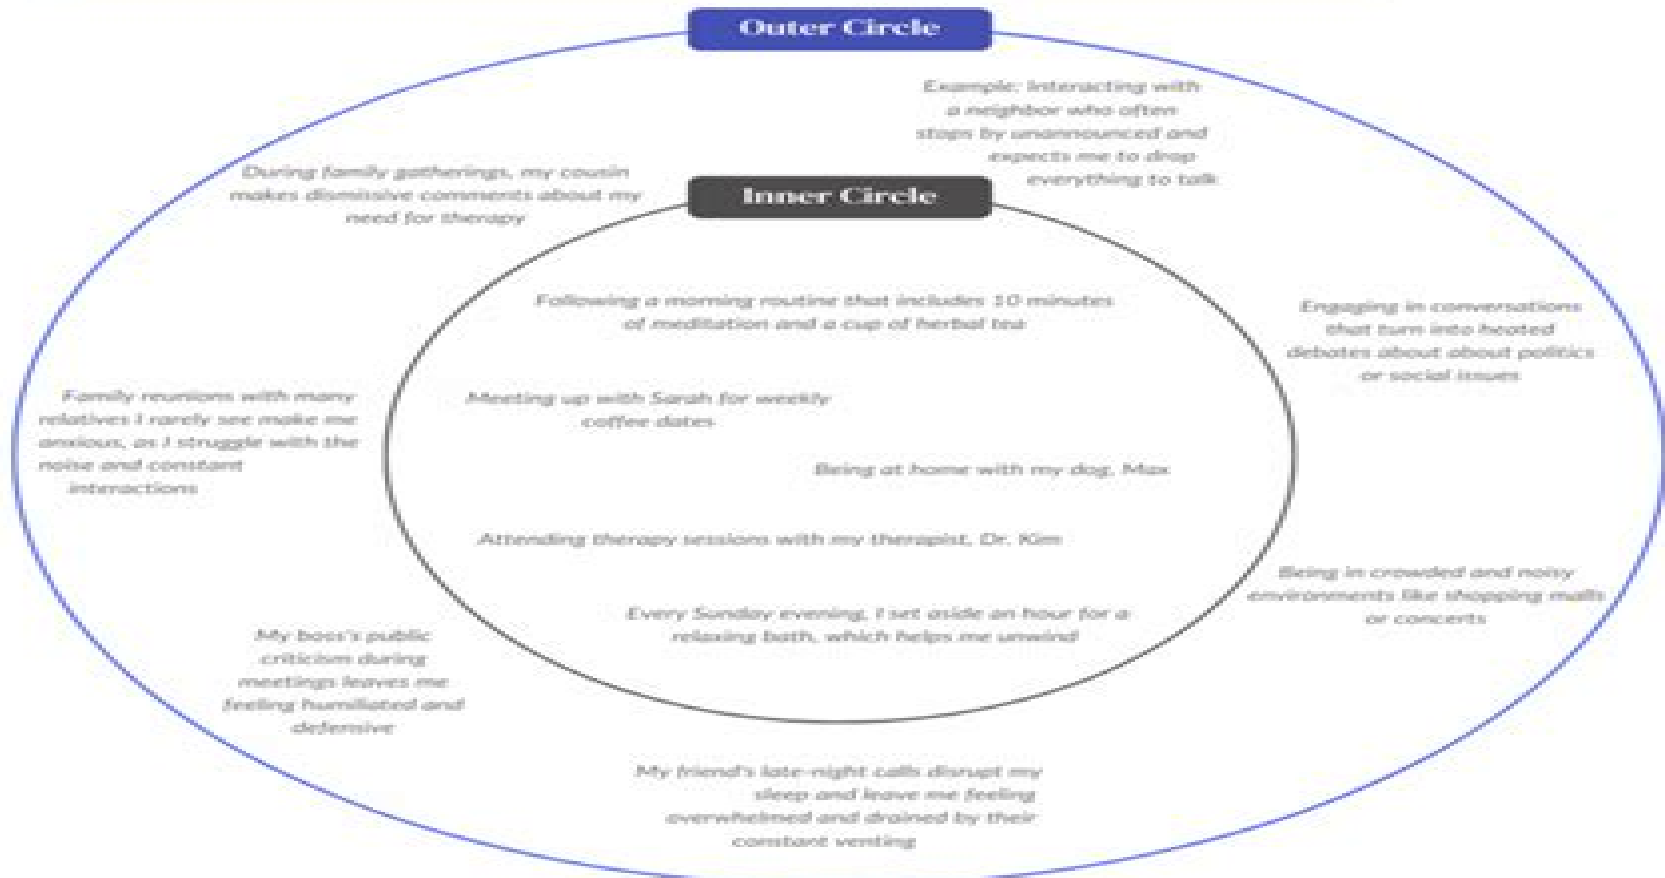 Outer Circle
Example: Interacting with
a neighbor who often
stops by unannounced and
expects me to drop
everything to talk
During family gatherings, my cousin
makes dismissive comments about my
need for therapy
Inner Circle
Following a morning routine that includes 10 minutes
of meditation and a cup of herbal tea
Engaging in conversations
that turn into heated
debates about about politics
or social issues
Family reunions with many
relatives I rarely see make me
anxious, as I struggle with the
noise and constant
interactions
Meeting up with Sarah for weekly
coffee dates
Being at home with my dog, Max
Attending therapy sessions with my therapist, Dr. Kim
Being in crowded and noisy
environments like shopping malls
or concerts
Every Sunday evening, I set aside an hour for a
relaxing bath, which helps me unwind
My boss's public
criticism during
meetings leaves me
feeling humiliated and
defensive
My friend's late-night calls disrupt my
sleep and leave me feeling
overwhelmed and drained by their
constant venting